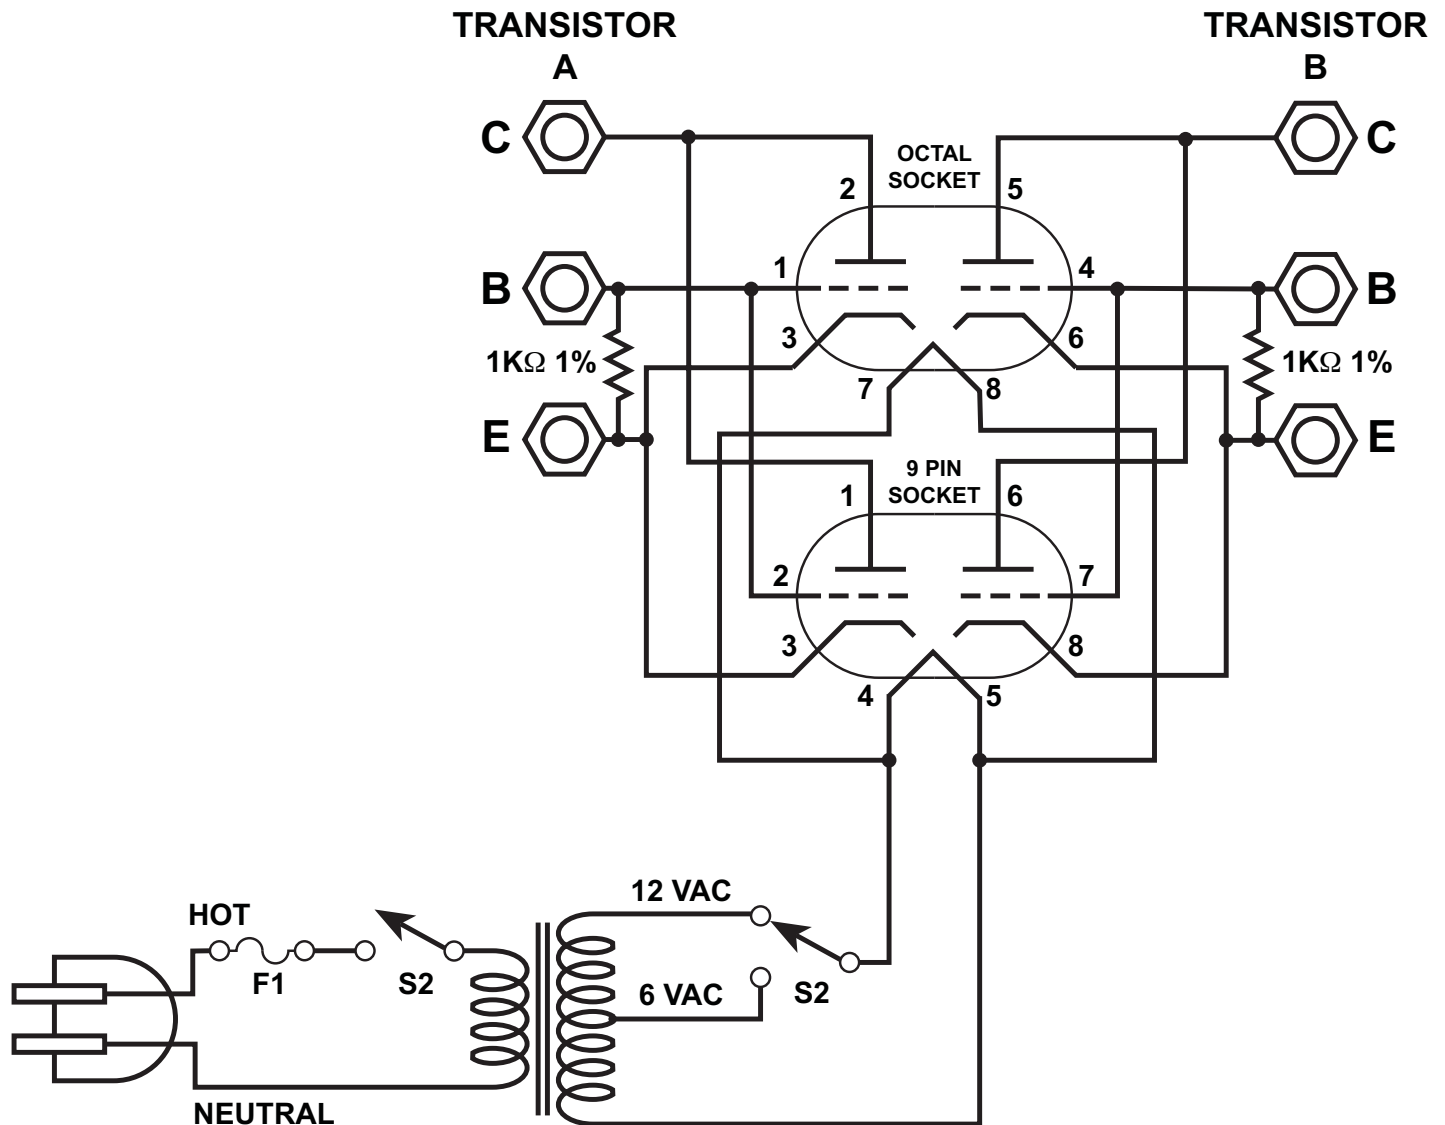 TRANSISTOR
A
TRANSISTOR
B
C
C
OCTAL
SOCKET
2
5
B
1
4
B
3
6
1KΩ 1%
1KΩ 1%
7
8
E
E
9 PIN
SOCKET
1
6
2
7
3
8
4
5
12 VAC
HOT
F1
S2
6 VAC
S2
NEUTRAL